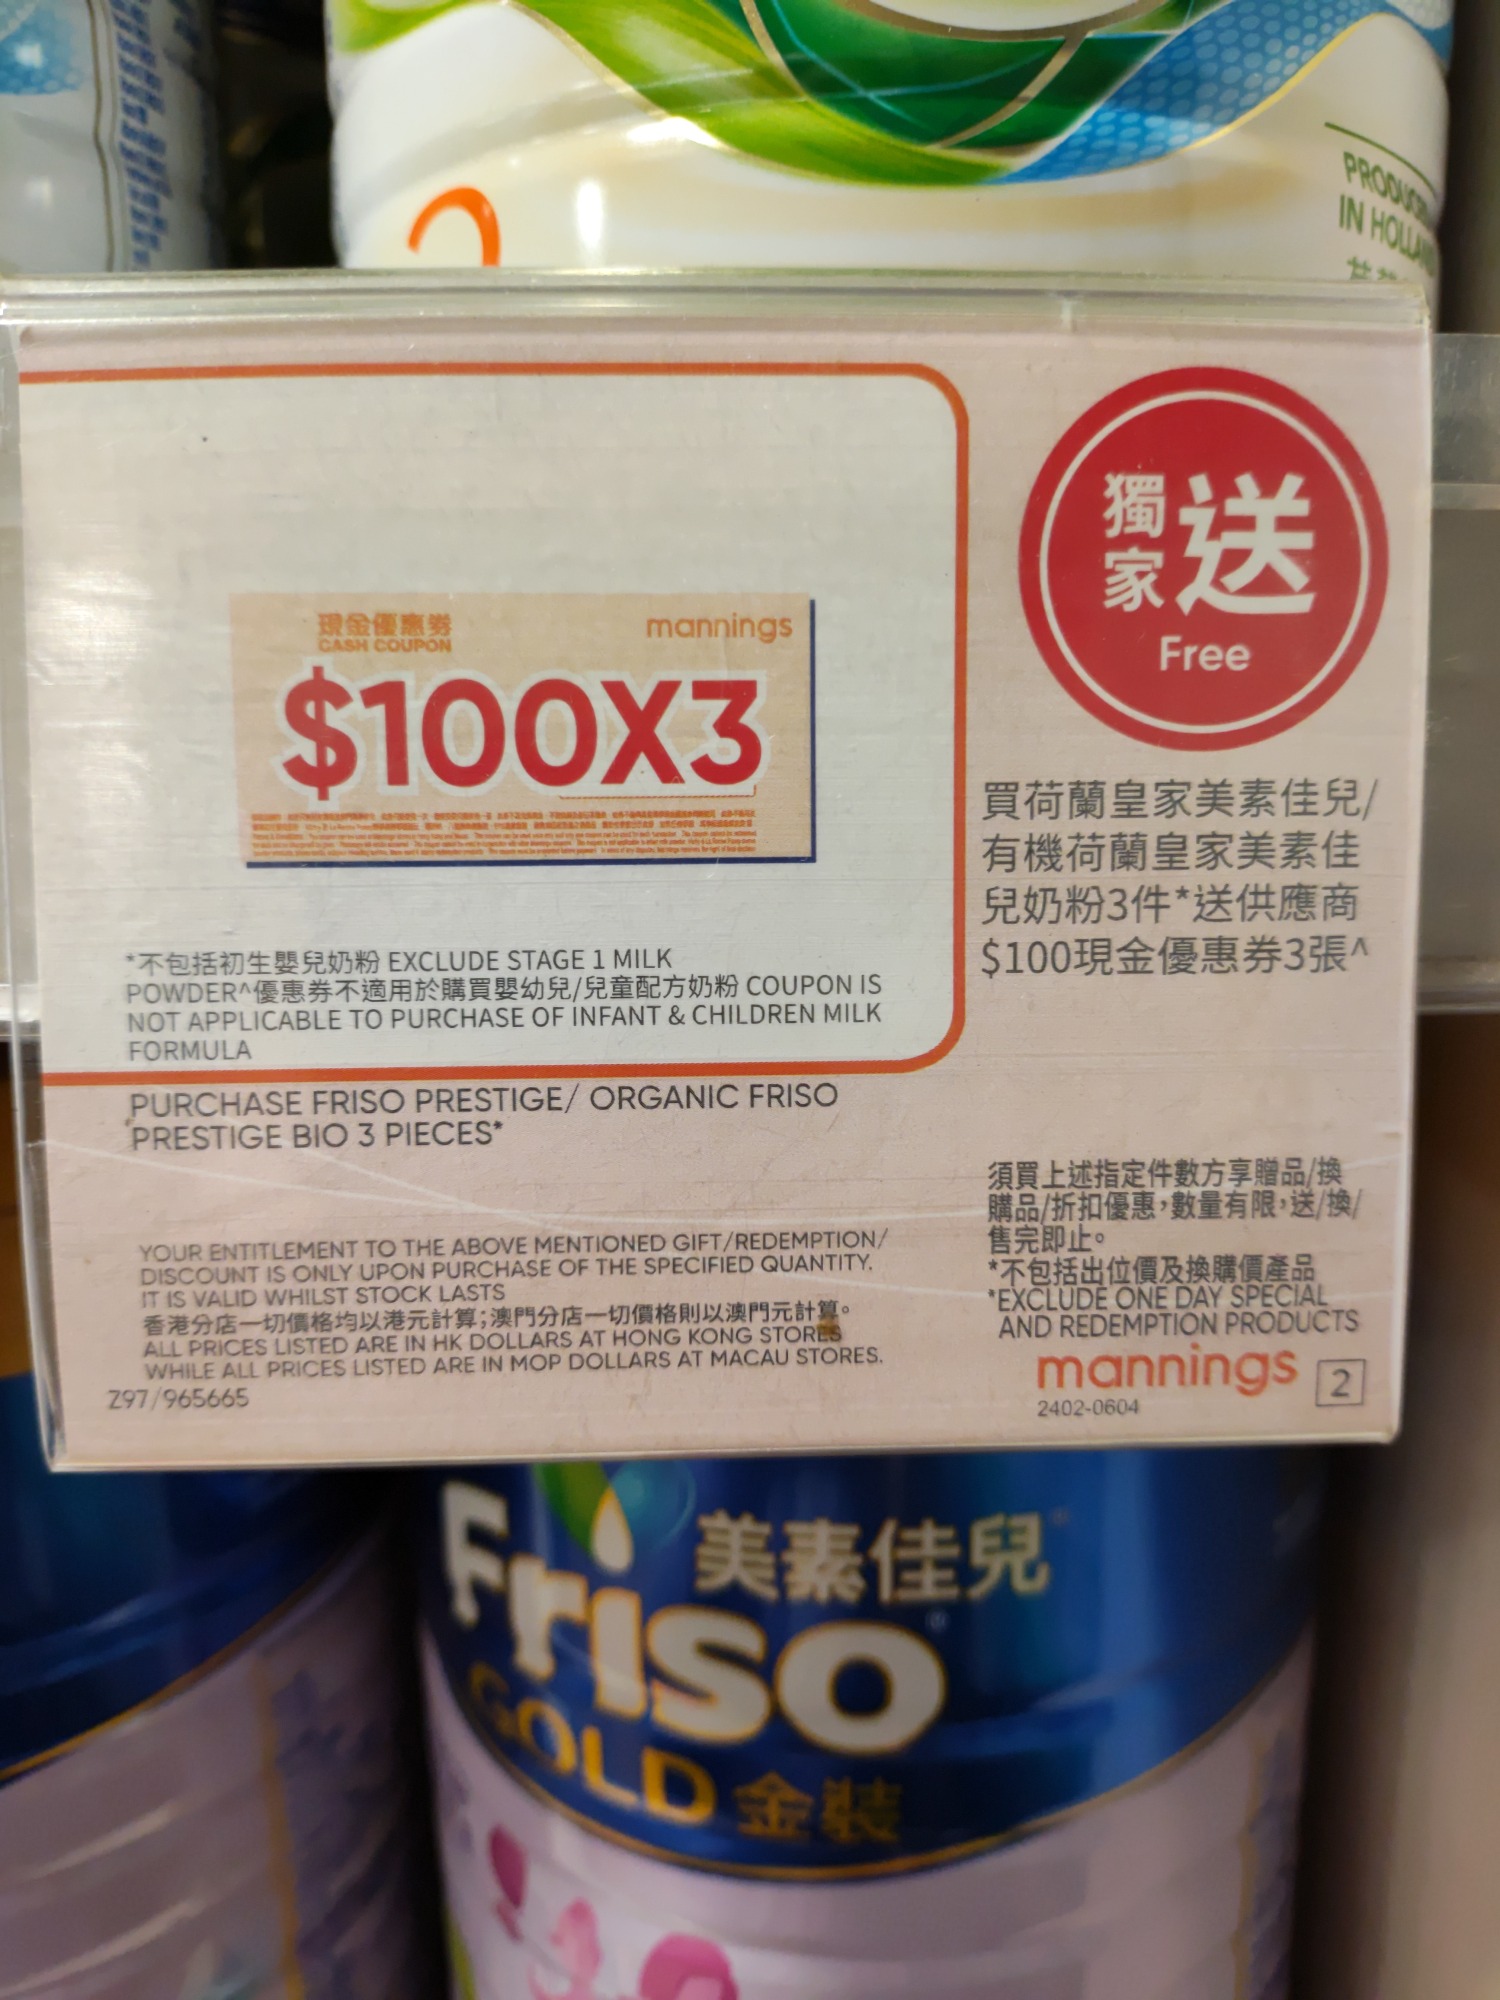 PRODUCED
IN HOLLAND
獨家送
Free
現金優惠券
CASH COUPON
mannings
$100X3
買荷蘭皇家美素佳兒/
有機荷蘭皇家美素佳
兒奶粉3件*送供應商
$100現金優惠券3張^
*不包括初生嬰兒奶粉 EXCLUDE STAGE 1 MILK
POWDER^優惠券不適用於購買嬰幼兒/兒童配方奶粉 COUPON IS
NOT APPLICABLE TO PURCHASE OF INFANT & CHILDREN MILK
FORMULA
PURCHASE FRISO PRESTIGE/ ORGANIC FRISO
PRESTIGE BIO 3 PIECES*
YOUR ENTITLEMENT TO THE ABOVE MENTIONED GIFT/REDEMPTION/
DISCOUNT IS ONLY UPON PURCHASE OF THE SPECIFIED QUANTITY.
IT IS VALID WHILST STOCK LASTS
香港分店一切價格均以港元計算;澳門分店一切價格則以澳門元計算。
ALL PRICES LISTED ARE IN HK DOLLARS AT HONG KONG STORES
WHILE ALL PRICES LISTED ARE IN MOP DOLLARS AT MACAU STORES.
Z97/965665
須買上述指定件數方享贈品/換
購品/折扣優惠,數量有限,送/換/
售完即止。
*不包括出位價及換購價產品
*EXCLUDE ONE DAY SPECIAL
AND REDEMPTION PRODUCTS
mannings 2
2402-0604
美素佳兒
Friso
GOLD 金裝